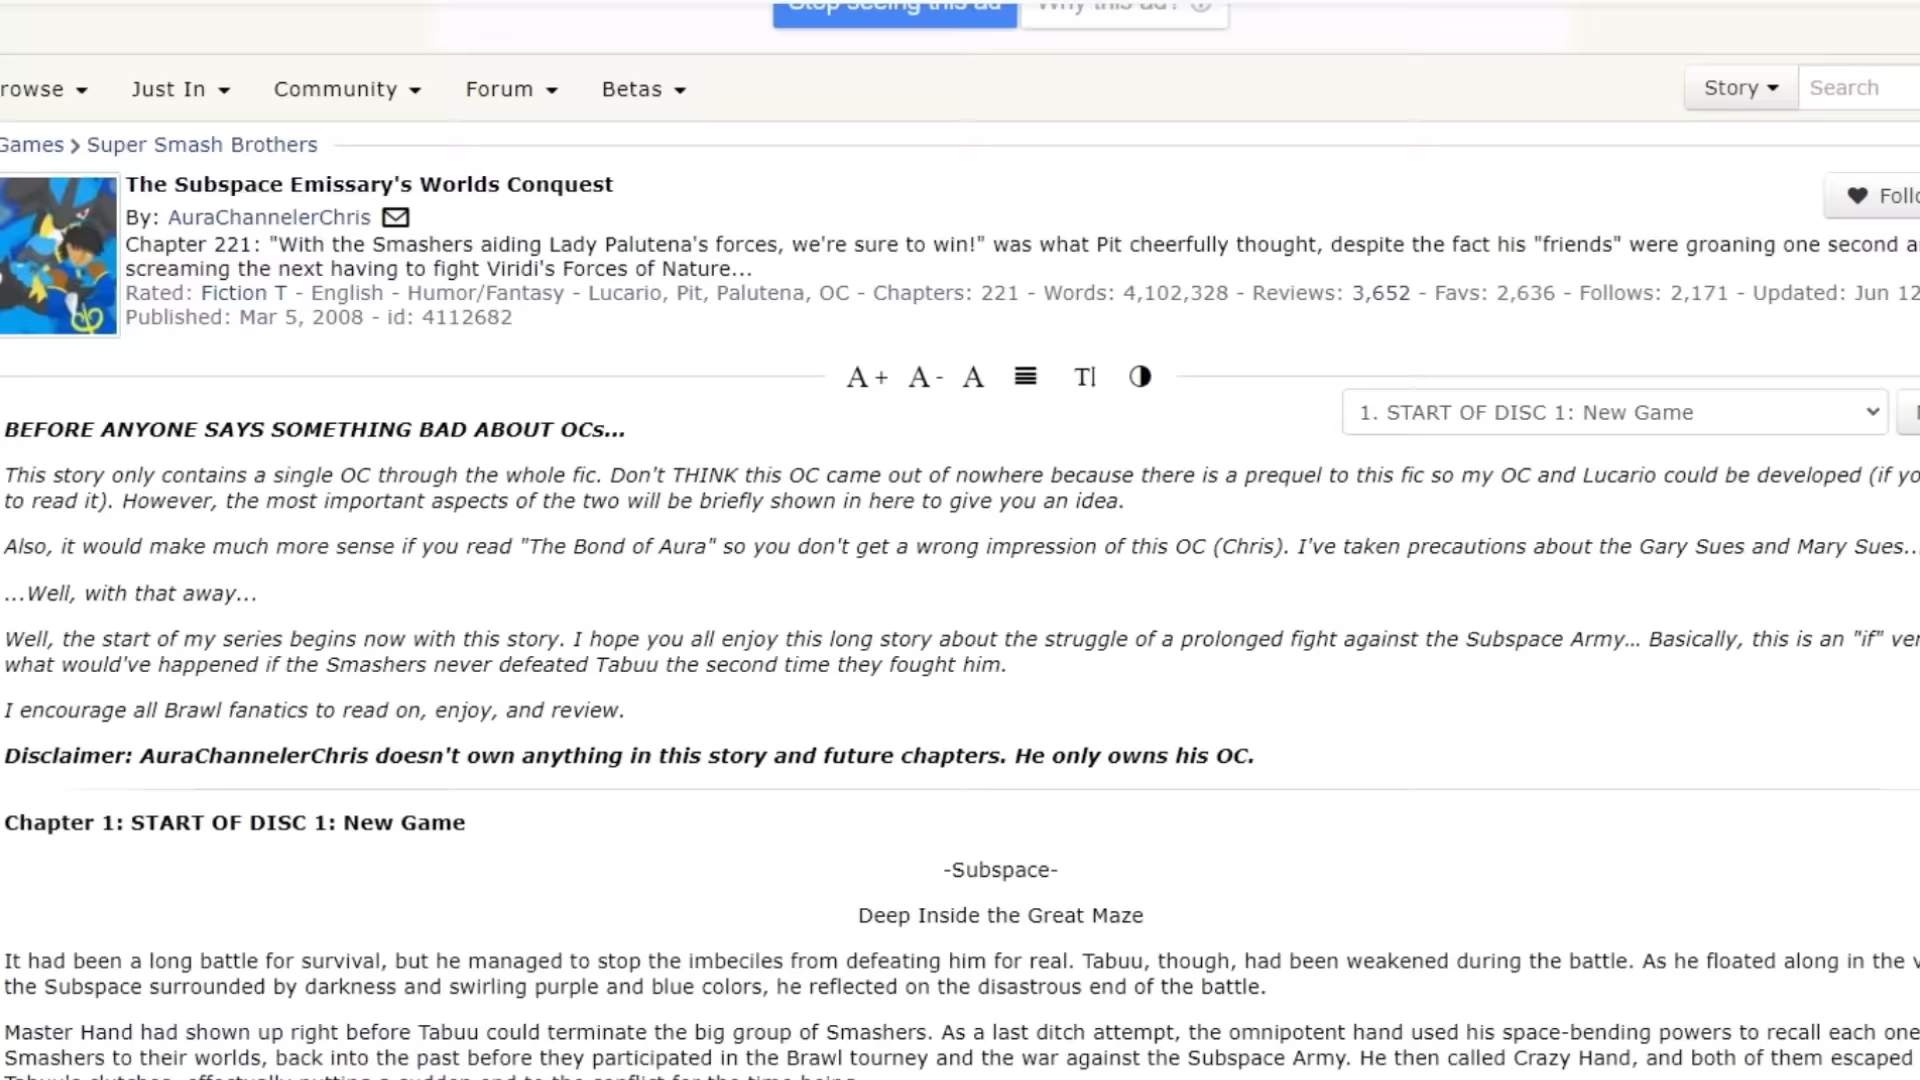 Stop seeing this ad Why this ad?
rowse Just In Community Forum Betas Story Search
Games Super Smash Brothers
The Subspace Emissary's Worlds Conquest
By: AuraChannelerChris
Chapter 221: "With the Smashers aiding Lady Palutena's forces, we're sure to win!" was what Pit cheerfully thought, despite the fact his "friends" were groaning one second a
screaming the next having to fight Viridi's Forces of Nature...
Rated: Fiction T - English - Humor/Fantasy - Lucario, Pit, Palutena, OC - Chapters: 221 - Words: 4,102,328 - Reviews: 3,652 - Favs: 2,636 - Follows: 2,171 - Updated: Jun 12
Published: Mar 5, 2008 - id: 4112682
Follo
A+ A- A T
1. START OF DISC 1: New Game
BEFORE ANYONE SAYS SOMETHING BAD ABOUT OCs...
This story only contains a single OC through the whole fic. Don't THINK this OC came out of nowhere because there is a prequel to this fic so my OC and Lucario could be developed (if yo
to read it). However, the most important aspects of the two will be briefly shown in here to give you an idea.
Also, it would make much more sense if you read "The Bond of Aura" so you don't get a wrong impression of this OC (Chris). I've taken precautions about the Gary Sues and Mary Sues...
...Well, with that away...
Well, the start of my series begins now with this story. I hope you all enjoy this long story about the struggle of a prolonged fight against the Subspace Army... Basically, this is an "if" ver
what would've happened if the Smashers never defeated Tabuu the second time they fought him.
I encourage all Brawl fanatics to read on, enjoy, and review.
Disclaimer: AuraChannelerChris doesn't own anything in this story and future chapters. He only owns his OC.
Chapter 1: START OF DISC 1: New Game
-Subspace-
Deep Inside the Great Maze
It had been a long battle for survival, but he managed to stop the imbeciles from defeating him for real. Tabuu, though, had been weakened during the battle. As he floated along in the v
the Subspace surrounded by darkness and swirling purple and blue colors, he reflected on the disastrous end of the battle.
Master Hand had shown up right before Tabuu could terminate the big group of Smashers. As a last ditch attempt, the omnipotent hand used his space-bending powers to recall each one
Smashers to their worlds, back into the past before they participated in the Brawl tourney and the war against the Subspace Army. He then called Crazy Hand, and both of them escaped